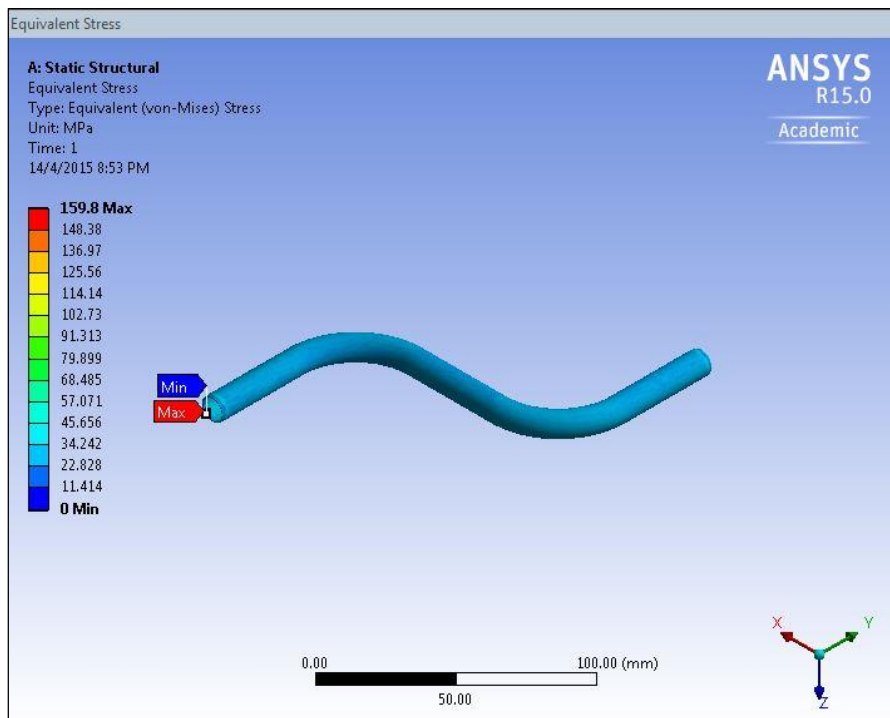 Equivalent Stress
A: Static Structural
Equivalent Stress
Type: Equivalent (von-Mises) Stress
Unit: MPa
Time: 1
14/4/2015 8:53 PM
ANSYS
R15.0
Academic
159.8 Max
148.38
136.97
125.56
114.14
102.73
91.313
79.899
68.485
57.071
45.656
34.242
22.828
11.414
0 Min
Min
Max
0.00
100.00 (mm)
50.00
X
Y
Z